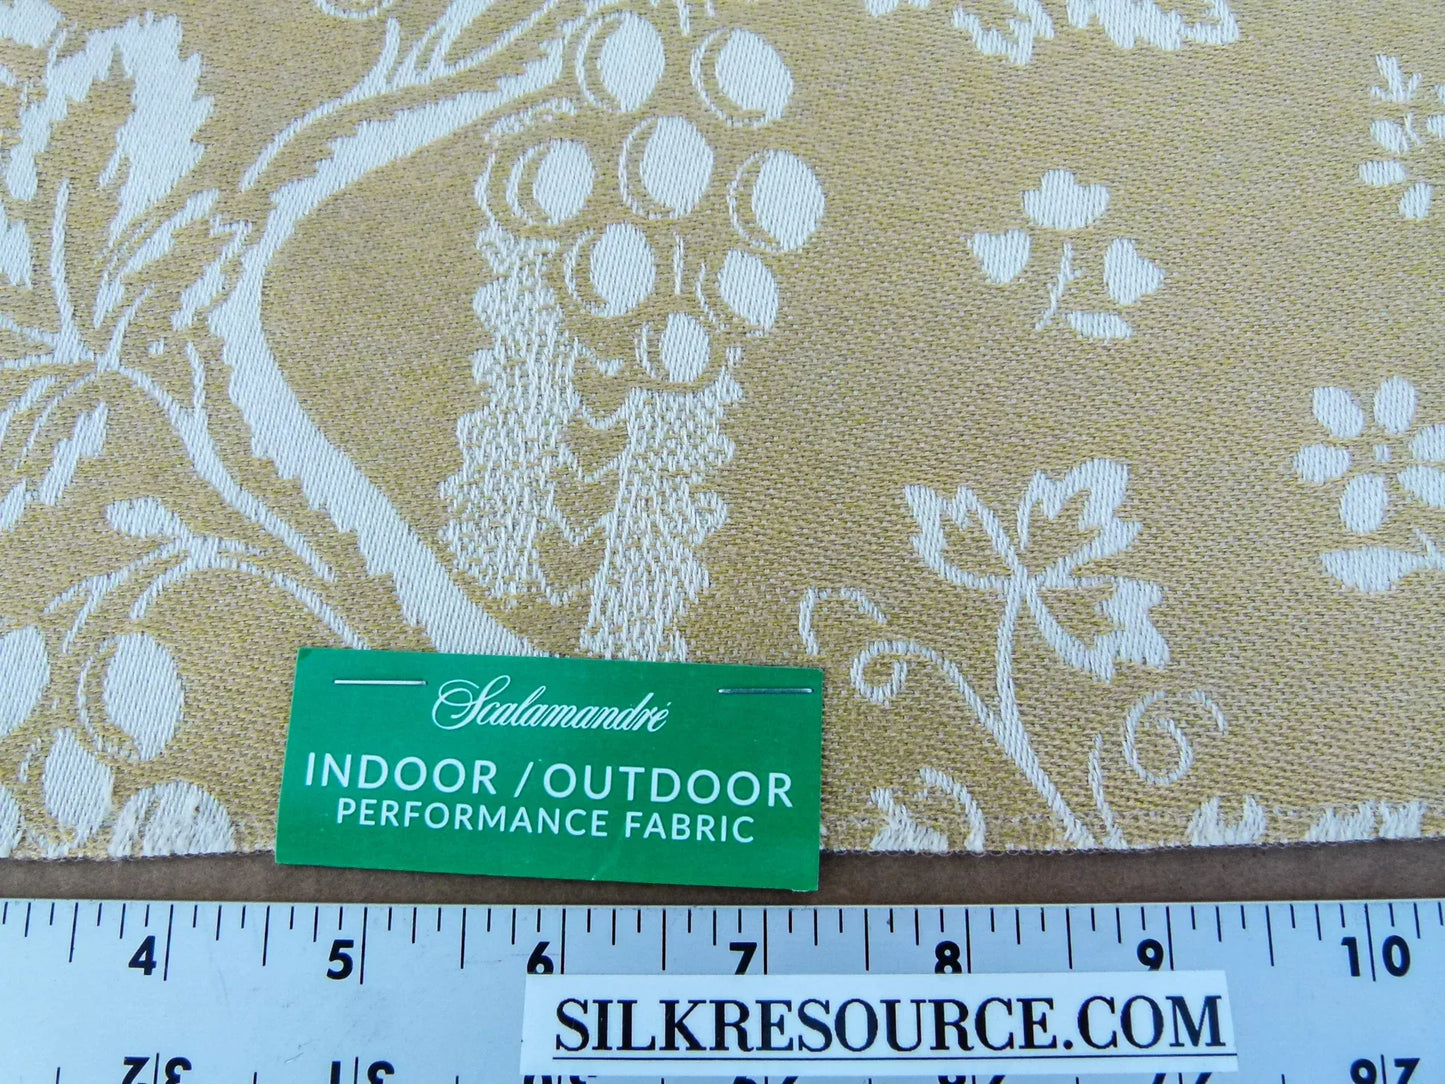 Scalamandré
INDOOR / OUTDOOR
PERFORMANCE FABRIC
4 5 6 7 8 9 10
SILKRESOURCE.COM